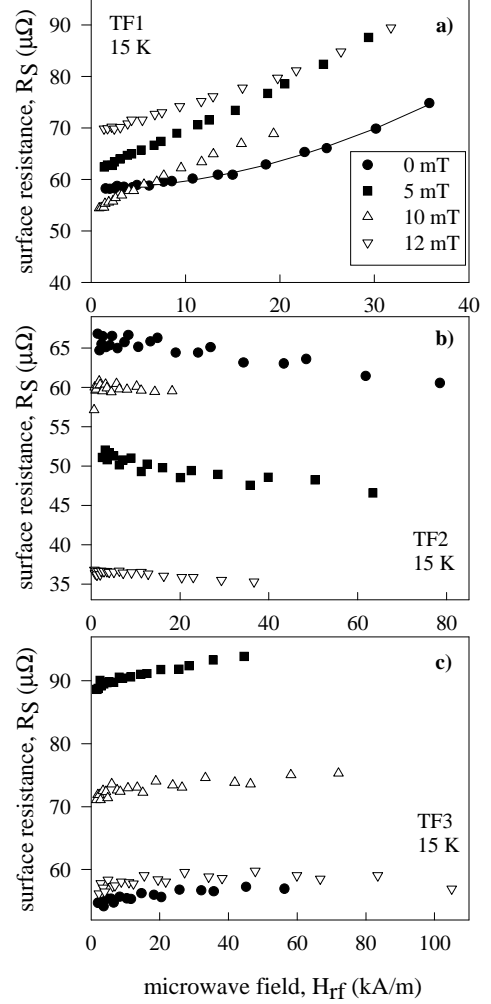 TF1
15 K
a)
surface resistance, RS (μΩ)
90
80
70
60
50
40
0 10 20 30 40
0 mT
5 mT
10 mT
12 mT
b)
surface resistance, RS (μΩ)
65
60
55
50
45
40
35
TF2
15 K
0 20 40 60 80
c)
surface resistance, RS (μΩ)
90
80
70
60
TF3
15 K
0 20 40 60 80 100
microwave field, Hrf (kA/m)